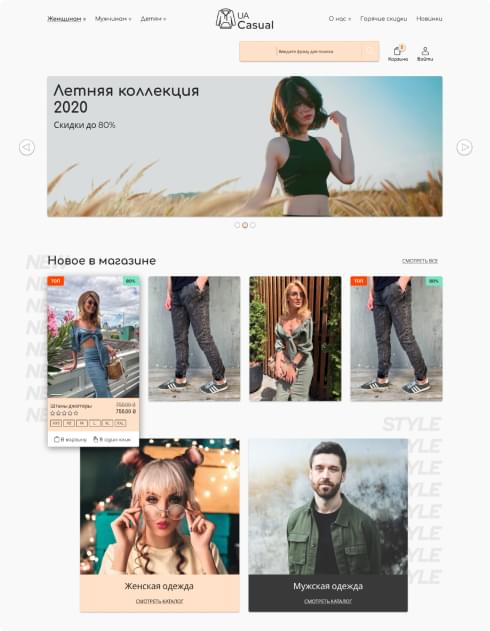 Женщинам
Мужчинам
Детям
UA
Casual
О нас
Горячие скидки
Новинки
Введите фразу для поиска
Корзина
Войти
Летняя коллекция
2020
Скидки до 80%
NEW
Новое в магазине
СМОТРЕТЬ ВСЕ
ТОП
80%
ТОП
80%
Штаны джоггеры
750.00 ₴
750.00 ₴
XXS XS M L XL XXL
В корзину
В один клик
STYLE
STYLE
STYLE
STYLE
STYLE
STYLE
STYLE
STYLE
Женская одежда
СМОТРЕТЬ КАТАЛОГ
Мужская одежда
СМОТРЕТЬ КАТАЛОГ